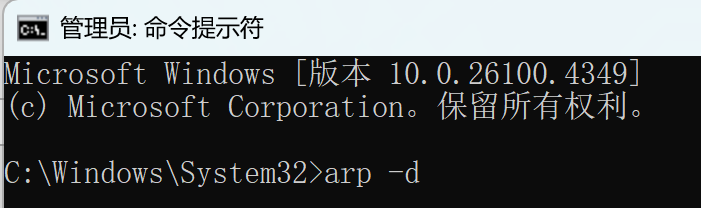 管理员: 命令提示符
Microsoft Windows [版本 10.0.26100.4349]
(c) Microsoft Corporation。保留所有权利。
C:\Windows\System32>arp -d